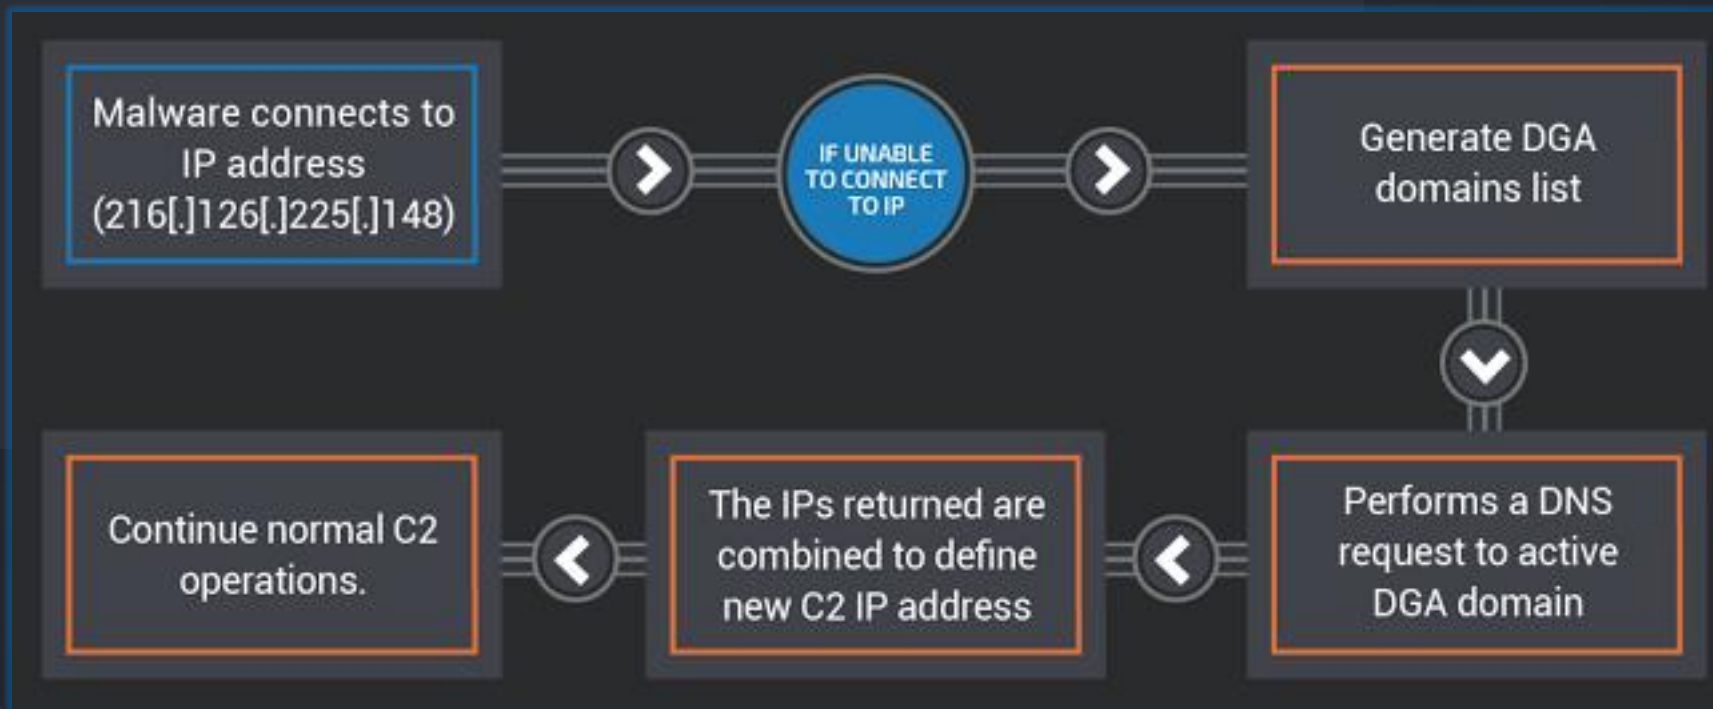 Malware connects to
IP address
(216[.]126[.]225[.]148)
IF UNABLE
TO CONNECT
TO IP
Generate DGA
domains list
Performs a DNS
request to active
DGA domain
The IPs returned are
combined to define
new C2 IP address
Continue normal C2
operations.